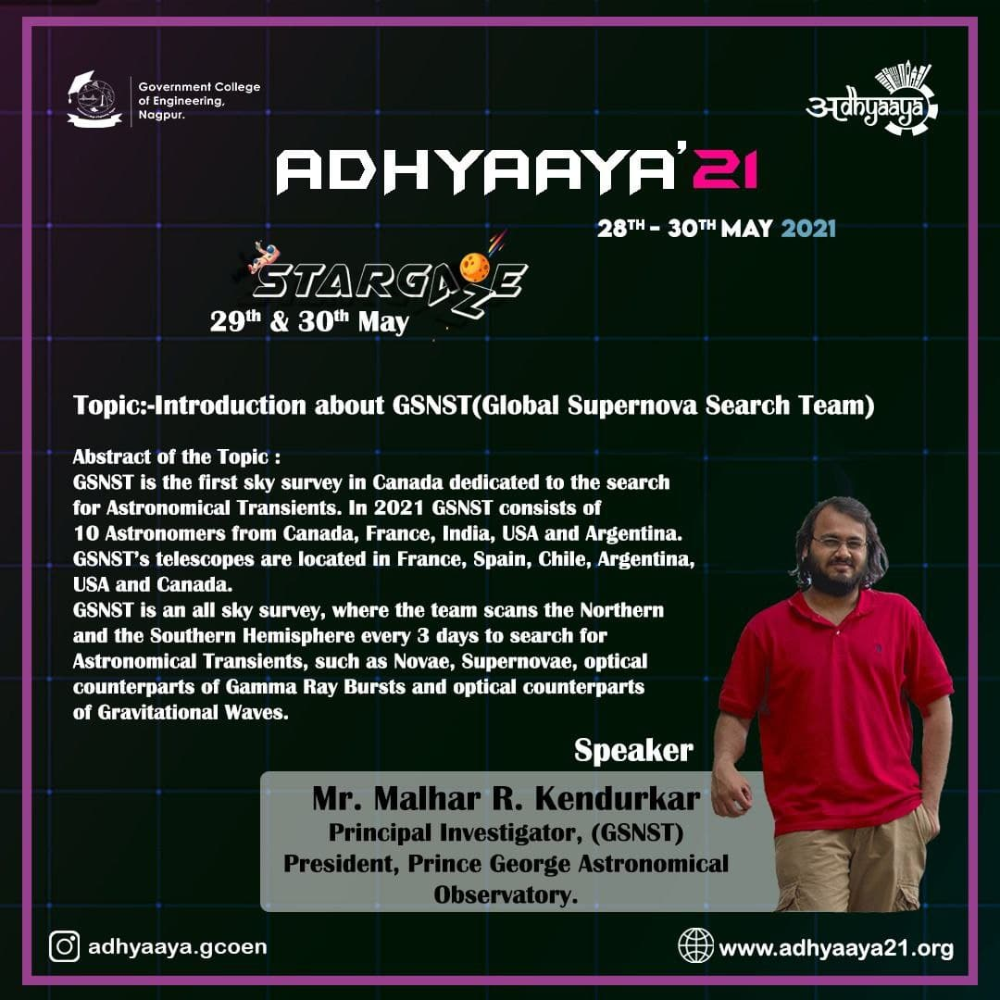 Government College
of Engineering,
Nagpur.
अdhyaaya
ADHYAAYA'21
28TH - 30TH MAY 2021
STARGAZE
29th & 30th May
Topic:-Introduction about GSNST(Global Supernova Search Team)
Abstract of the Topic :
GSNST is the first sky survey in Canada dedicated to the search
for Astronomical Transients. In 2021 GSNST consists of
10 Astronomers from Canada, France, India, USA and Argentina.
GSNST's telescopes are located in France, Spain, Chile, Argentina,
USA and Canada.
GSNST is an all sky survey, where the team scans the Northern
and the Southern Hemisphere every 3 days to search for
Astronomical Transients, such as Novae, Supernovae, optical
counterparts of Gamma Ray Bursts and optical counterparts
of Gravitational Waves.
Speaker
Mr. Malhar R. Kendurkar
Principal Investigator, (GSNST)
President, Prince George Astronomical
Observatory.
adhyaaya.gcoen
www.adhyaaya21.org